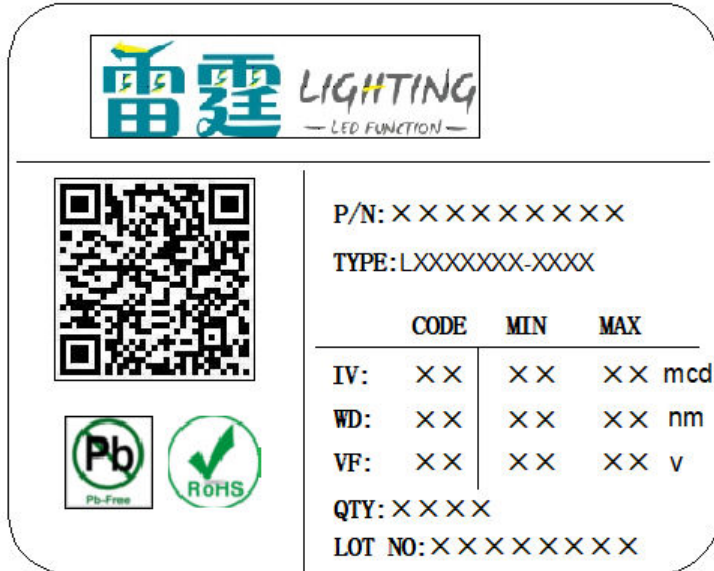 雷霆 LIGHTING
— LED FUNCTION —
P/N:×××××××××
TYPE:LXXXXXXX-XXXX
CODE MIN MAX
IV: ×× ×× ×× mcd
WD: ×× ×× ×× nm
VF: ×× ×× ×× v
QTY:××××
LOT NO:××××××××
Pb
Pb-Free
RoHS